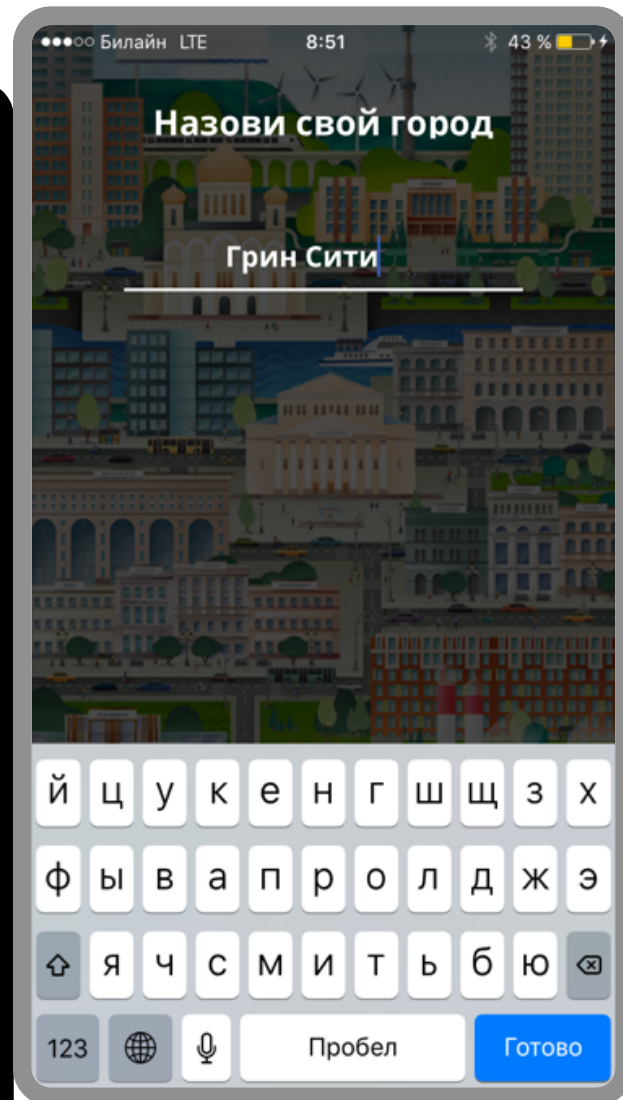 Билайн LTE 8:51 43 %
Назови свой город
Грин Сити
й ц у к е н г ш щ з х
ф ы в а п р о л д ж э
я ч с м и т ь б ю
123 Пробел Готово